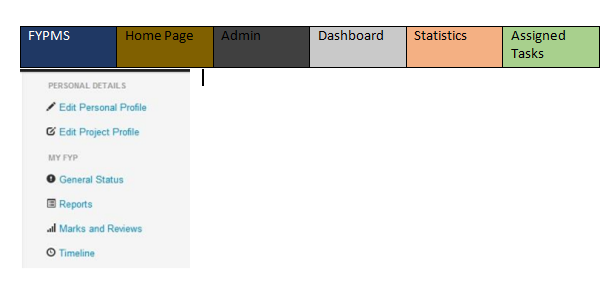 FYPMS Home Page Admin Dashboard Statistics Assigned
Tasks
PERSONAL DETAILS
Edit Personal Profile
Edit Project Profile
MY FYP
General Status
Reports
Marks and Reviews
Timeline